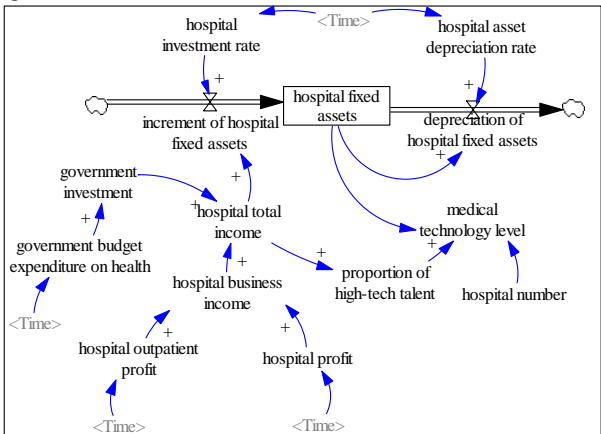 hospital
investment rate
<Time>
hospital asset
depreciation rate
+
+
hospital fixed
assets
increment of hospital
fixed assets
depreciation of
hospital fixed assets
+
+
government
investment
+
+
hospital total
income
medical
technology level
government budget
expenditure on health
+
+
+
proportion of
high-tech talent
hospital number
hospital business
income
<Time>
+
+
hospital outpatient
profit
hospital profit
<Time>
<Time>